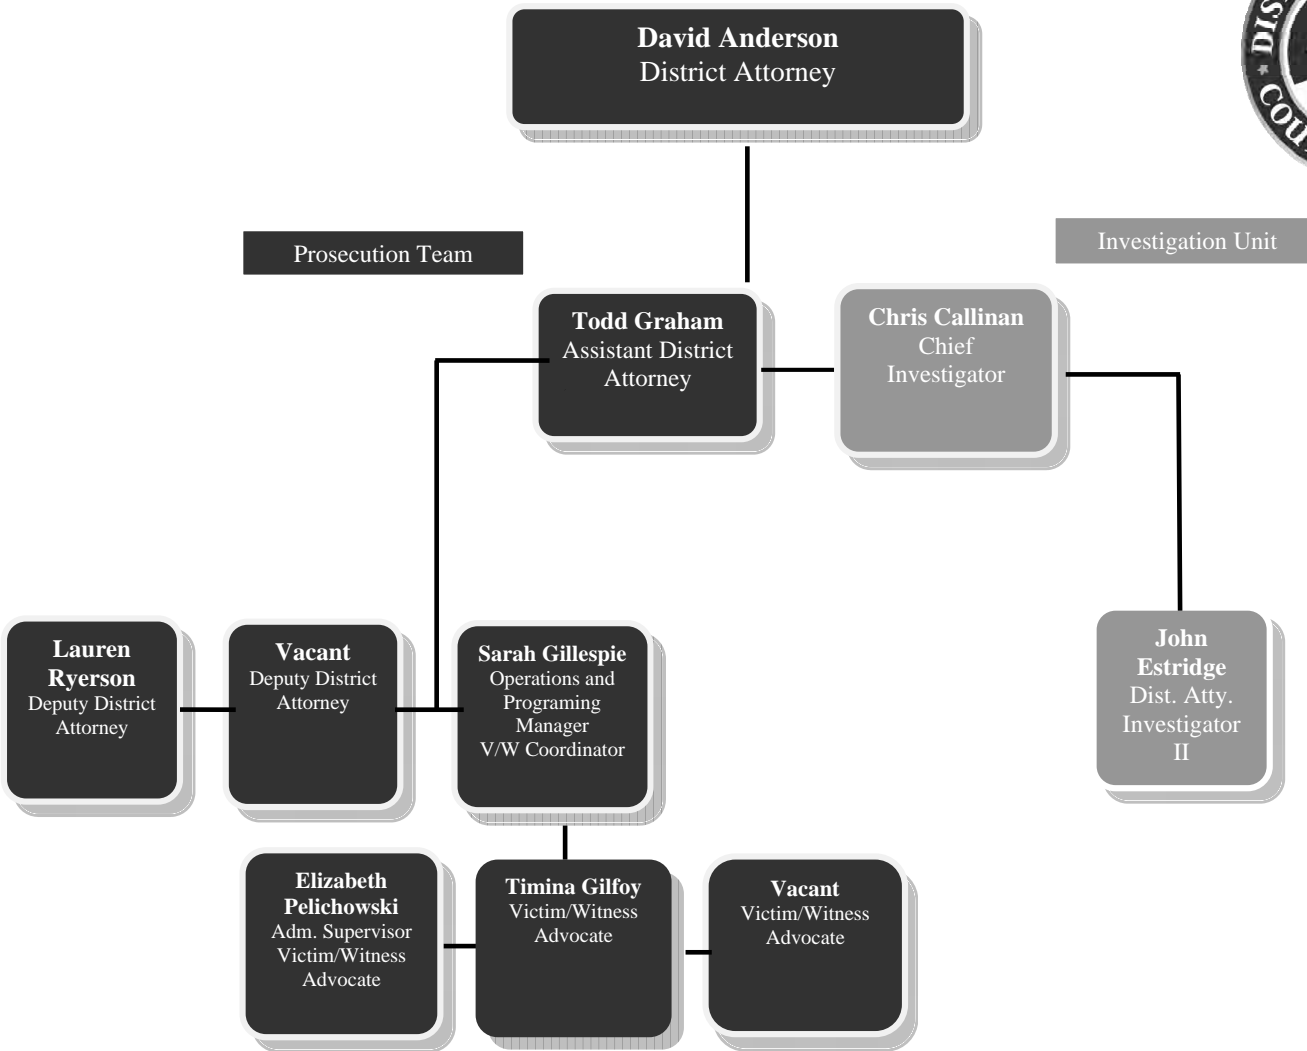 David Anderson
District Attorney
Prosecution Team
Investigation Unit
Todd Graham
Assistant District
Attorney
Chris Callinan
Chief
Investigator
Lauren
Ryerson
Deputy District
Attorney
Vacant
Deputy District
Attorney
Sarah Gillespie
Operations and
Programing
Manager
V/W Coordinator
John
Estridge
Dist. Atty.
Investigator
II
Elizabeth
Pelichowski
Adm. Supervisor
Victim/Witness
Advocate
Timina Gilfoy
Victim/Witness
Advocate
Vacant
Victim/Witness
Advocate